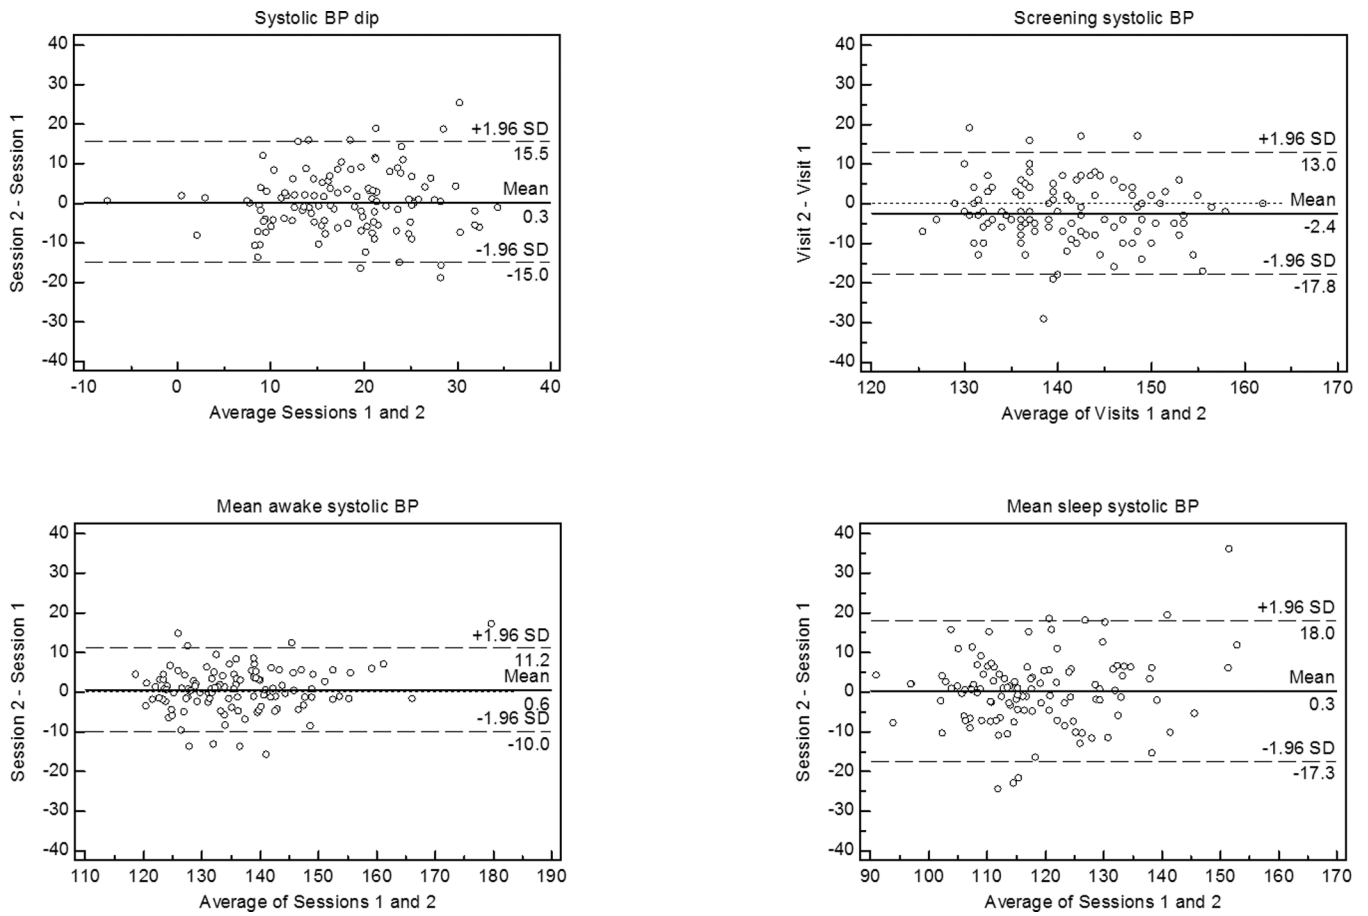 Systolic BP dip
Session 2 - Session 1
40
30
20
10
0
-10
-20
-30
-40
+1.96 SD
15.5
Mean
0.3
-1.96 SD
-15.0
-10 0 10 20 30 40
Average Sessions 1 and 2
Screening systolic BP
Visit 2 - Visit 1
40
30
20
10
0
-10
-20
-30
-40
+1.96 SD
13.0
Mean
-2.4
-1.96 SD
-17.8
120 130 140 150 160 170
Average of Visits 1 and 2
Mean awake systolic BP
Session 2 - Session 1
40
30
20
10
0
-10
-20
-30
-40
+1.96 SD
11.2
Mean
0.6
-1.96 SD
-10.0
110 120 130 140 150 160 170 180 190
Average of Sessions 1 and 2
Mean sleep systolic BP
Session 2 - Session 1
40
30
20
10
0
-10
-20
-30
-40
+1.96 SD
18.0
Mean
0.3
-1.96 SD
-17.3
90 100 110 120 130 140 150 160 170
Average of Sessions 1 and 2